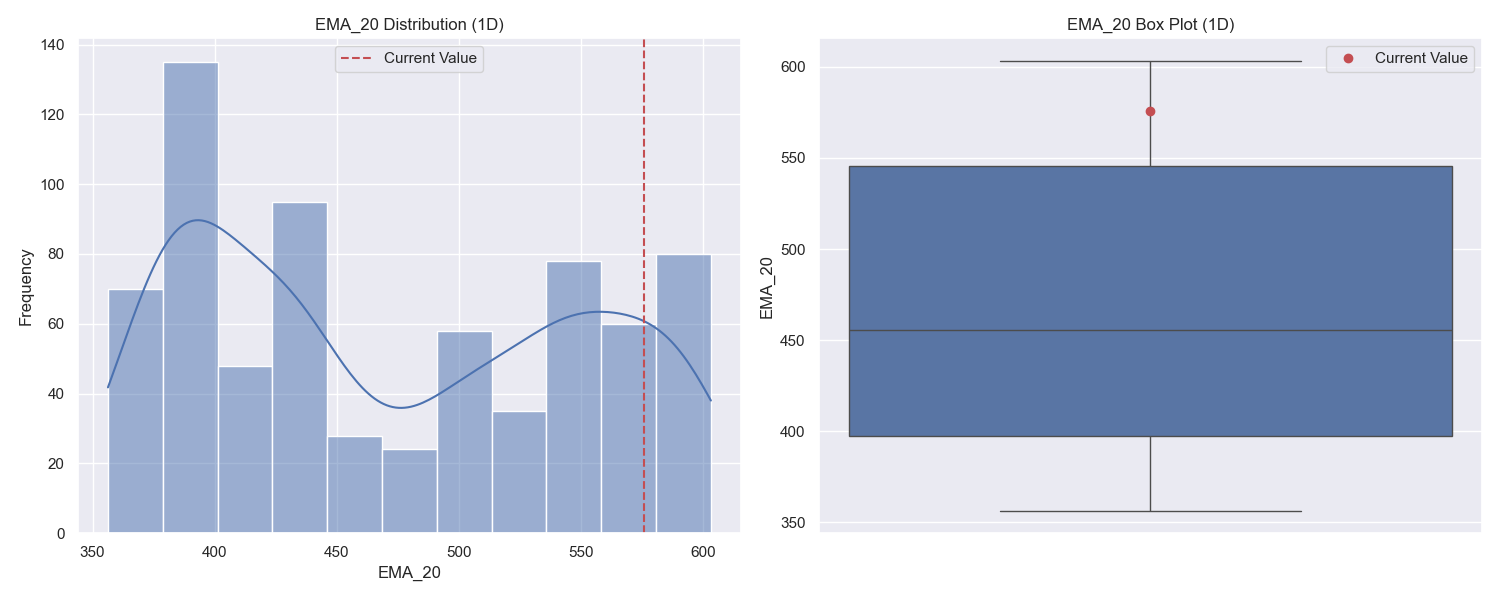 EMA_20 Distribution (1D)
Current Value
140
120
100
80
60
40
20
0
Frequency
350
400
450
500
550
600
EMA_20
EMA_20 Box Plot (1D)
Current Value
600
550
500
450
400
350
EMA_20